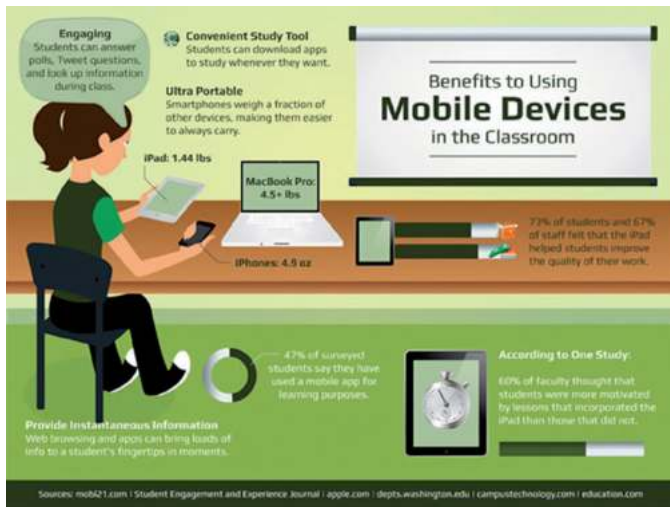 Engaging
Students can answer
polls, Tweet questions,
and look up information
during class.
Convenient Study Tool
Students can download apps
to study whenever they want.
Ultra Portable
Smartphones weigh a fraction of
other devices, making them easier
to always carry.
Benefits to Using
Mobile Devices
in the Classroom
iPad: 1.44 lbs
MacBook Pro:
4.5+ lbs
iPhones: 4.9 oz
73% of students and 67%
of staff felt that the iPad
helped students improve
the quality of their work.
47% of surveyed
students say they have
used a mobile app for
learning purposes.
Provide Instantaneous Information
Web browsing and apps can bring loads of
info to a student's fingertips in moments.
According to One Study:
60% of faculty thought that
students were more motivated
by lessons that incorporated the
iPad than those that did not.
Sources: mobl21.com | Student Engagement and Experience Journal | apple.com | depts.washington.edu | campustechnology.com | education.com